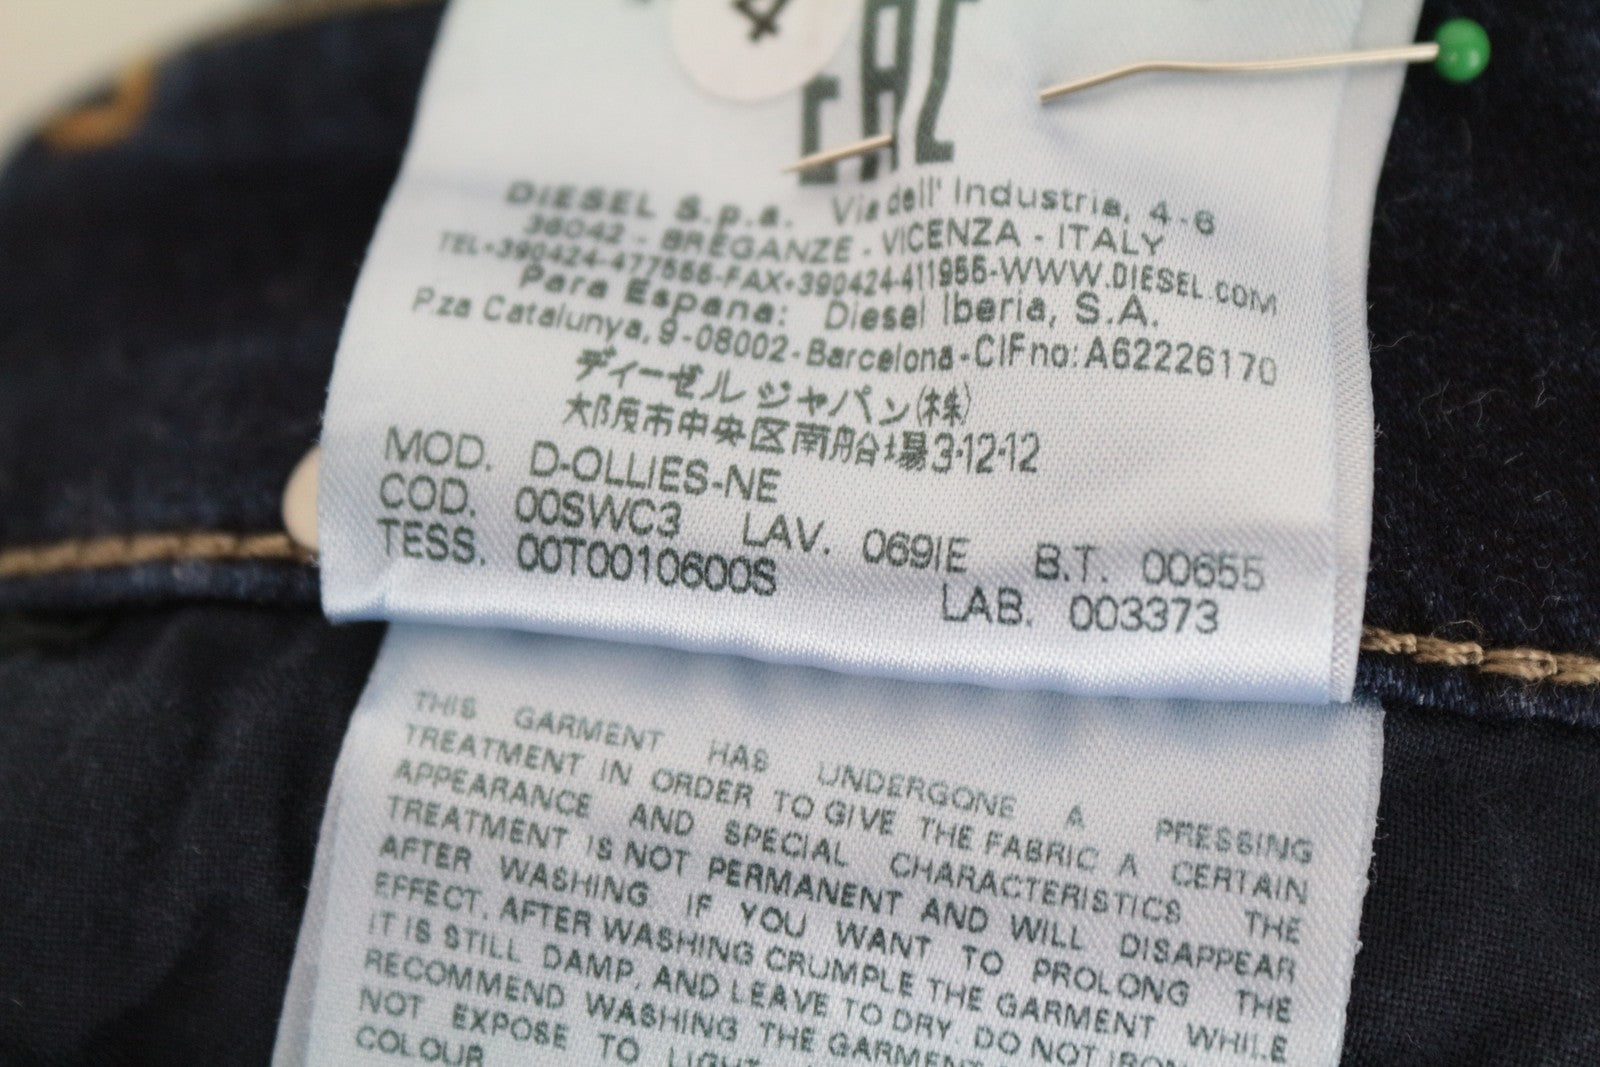 4
EAC
DIESEL S.p.a. Via dell' Industria, 4-6
36042 - BREGANZE - VICENZA - ITALY
TEL+390424-477555-FAX+390424-411955-WWW.DIESEL.COM
Para Espana: Diesel Iberia, S.A.
P.za Catalunya, 9-08002-Barcelona-CIF no: A62226170
ディーゼル ジャパン(株)
大阪市中央区南船場3-12-12
MOD. D-OLLIES-NE
COD. 00SWC3 LAV. 069IE B.T. 00655
TESS. 00T0010600S LAB. 003373
THIS GARMENT HAS UNDERGONE A PRESSING
TREATMENT IN ORDER TO GIVE THE FABRIC A CERTAIN
APPEARANCE AND SPECIAL CHARACTERISTICS THE
TREATMENT IS NOT PERMANENT AND WILL DISAPPEAR
AFTER WASHING IF YOU WANT TO PROLONG THE
EFFECT, AFTER WASHING CRUMPLE THE GARMENT WHILE
IT IS STILL DAMP, AND LEAVE TO DRY. DO NOT IRON
RECOMMEND WASHING THE GARMENT
NOT EXPOSE TO LIGHT
COLOUR